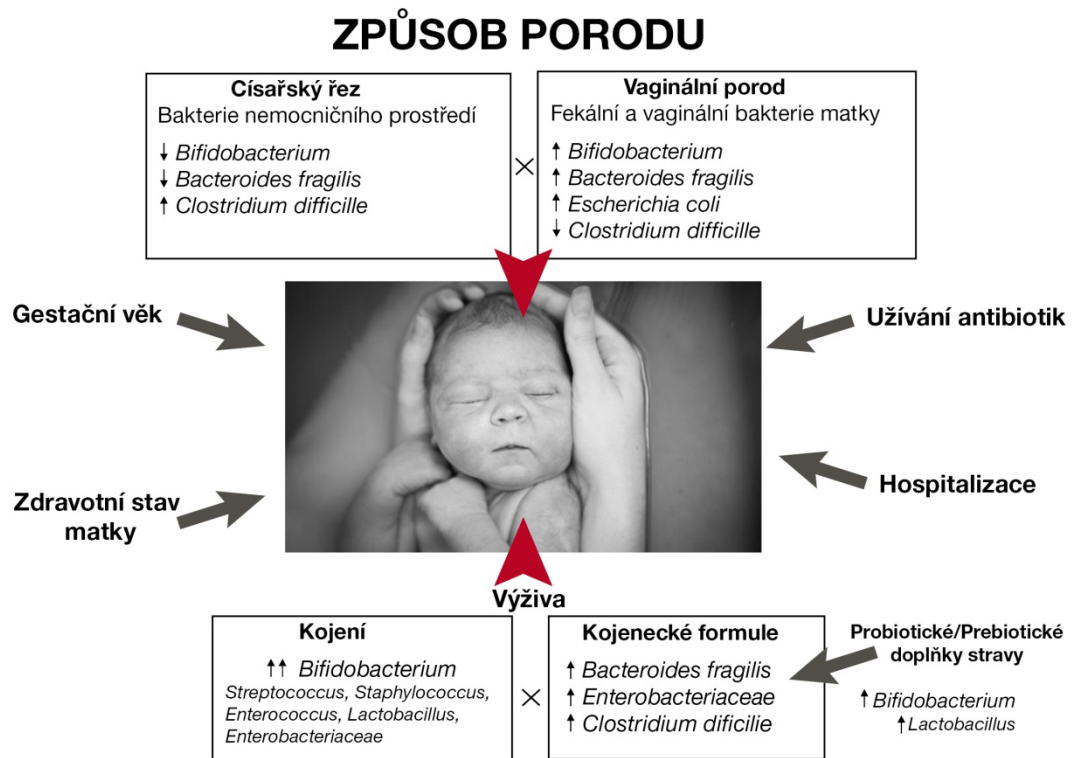 ZPŮSOB PORODU
Císařský řez
Bakterie nemocničního prostředí
↓ Bifidobacterium
↓ Bacteroides fragilis
↑ Clostridium difficille
×
Vaginální porod
Fekální a vaginální bakterie matky
↑ Bifidobacterium
↑ Bacteroides fragilis
↑ Escherichia coli
↓ Clostridium difficille
Gestační věk
Užívání antibiotik
Zdravotní stav
matky
Hospitalizace
Výživa
Kojení
↑↑ Bifidobacterium
Streptococcus, Staphylococcus,
Enterococcus, Lactobacillus,
Enterobacteriaceae
×
Kojenecké formule
↑ Bacteroides fragilis
↑ Enterobacteriaceae
↑ Clostridium dificilie
Probiotické/Prebiotické
doplňky stravy
↑ Bifidobacterium
↑ Lactobacillus